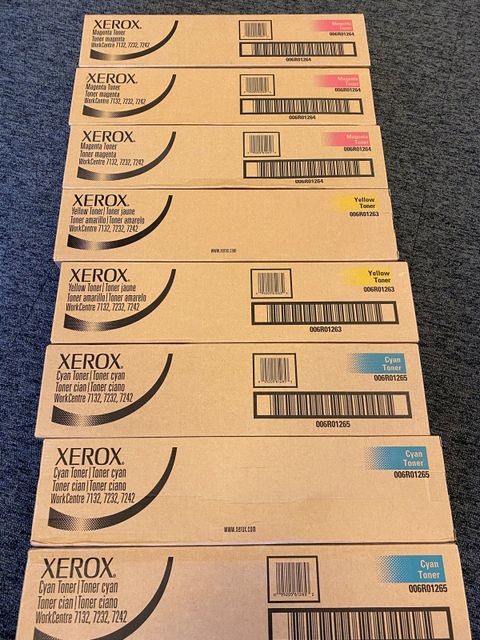 XEROX
Magenta Toner
Toner magenta
WorkCentre 7132, 7232, 7242
Magenta
Toner
006R01264
006R01264
XEROX
Magenta Toner
Toner magenta
WorkCentre 7132, 7232, 7242
Magenta
Toner
006R01264
006R01264
XEROX.
Magenta Toner
Toner magenta
WorkCentre 7132, 7232, 7242
Magenta
Toner
006R01264
006R01264
XEROX.
Yellow Toner|Toner jaune
Toner amarillo|Toner amarelo
WorkCentre 7132, 7232, 7242
Yellow
Toner
006R01263
www.xerox.com
XEROX.
Yellow Toner|Toner jaune
Toner amarillo|Toner amarelo
WorkCentre 7132, 7232, 7242
Yellow
Toner
006R01263
006R01263
XEROX.
Cyan Toner|Toner cyan
Toner cian|Toner ciano
WorkCentre 7132, 7232, 7242
Cyan
Toner
006R01265
006R01265
XEROX.
Cyan Toner|Toner cyan
Toner cian|Toner ciano
WorkCentre 7132, 7232, 7242
Cyan
Toner
006R01265
www.xerox.com
XEROX.
Cyan Toner|Toner cyan
Toner cian|Toner ciano
WorkCentre 7132, 7232, 7242
Cyan
Toner
006R01265